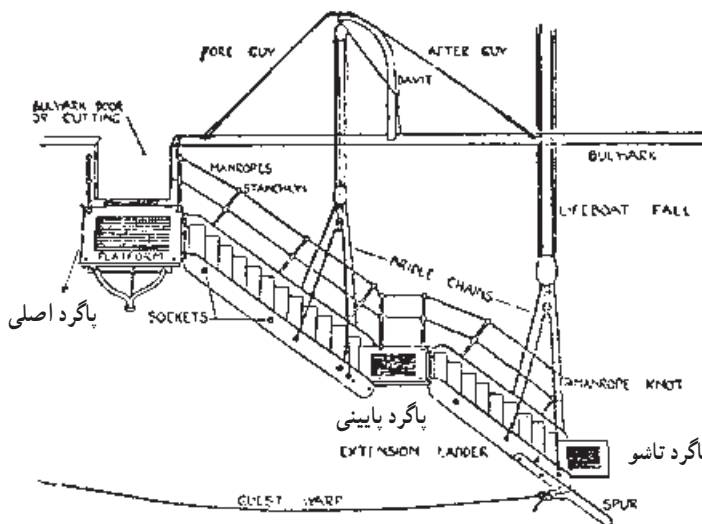 FORE GUY
AFTER GUY
DAVIT
BULWARK DOOR
OR CUTTING
BULWARK
MANROPES
STANCHION
LIFEBOAT FALL
PLATFORM
BRIDLE CHAINS
پاگرد اصلی
SOCKETS
MANROPE KNOT
پاگرد پایینی
EXTENSION LADDER
پاگرد تاشو
GUEST WARP
SPUR